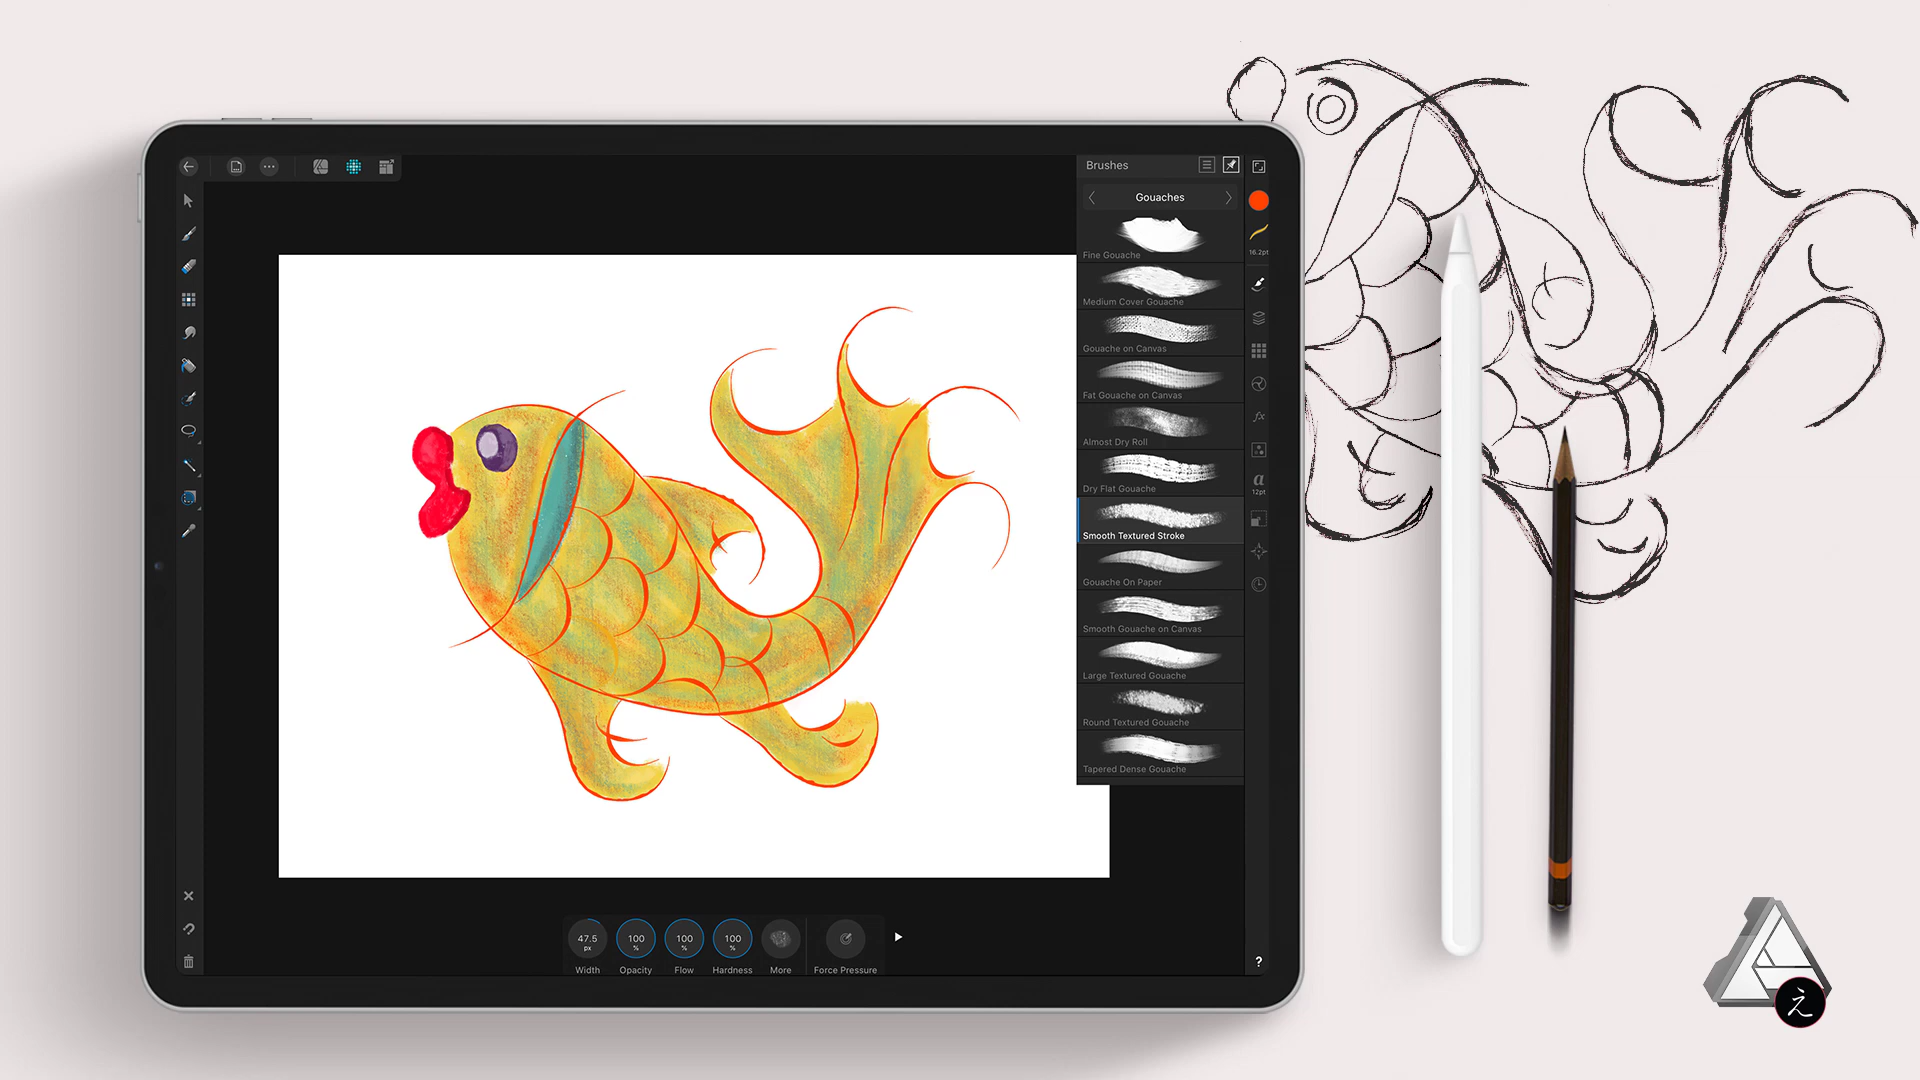 Brushes
Gouaches
Fine Gouache
Medium Cover Gouache
Gouache on Canvas
Fat Gouache on Canvas
Almost Dry Roll
Dry Flat Gouache
Smooth Textured Stroke
Gouache On Paper
Smooth Gouache on Canvas
Large Textured Gouache
Round Textured Gouache
Tapered Dense Gouache
16.2pt
fx
a
12pt
?
47.5 px
100 %
100 %
100 %
Width
Opacity
Flow
Hardness
More
Force Pressure
え